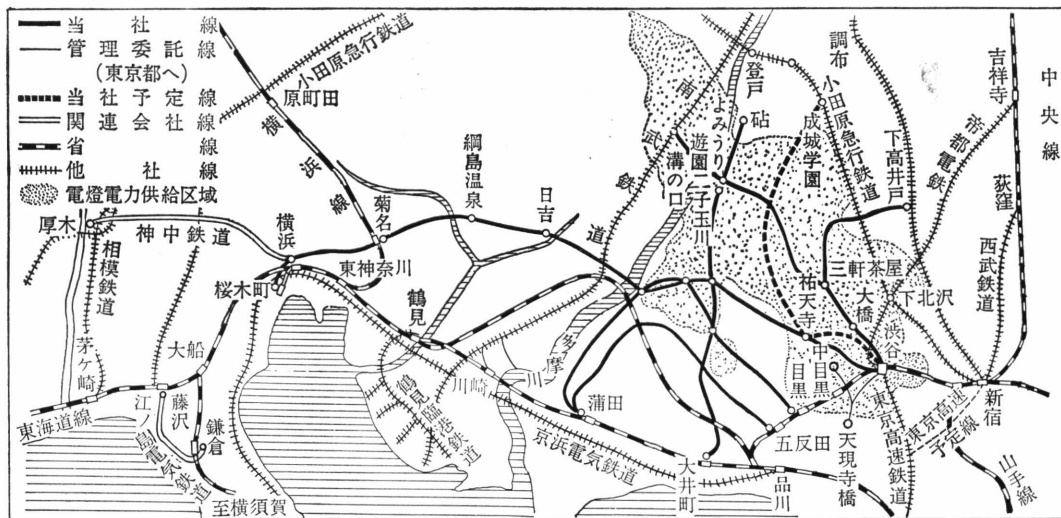 当社線
管理委託線
(東京都へ)
当社予定線
関連会社線
省線
他社線
電燈電力供給区域
小田原急行鉄道
原町田
横浜線
厚木
神中鉄道
相模鉄道
茅ヶ崎
東海道線
横浜
桜木町
大船
藤沢
江ノ島電気鉄道
鎌倉
至横須賀
菊名
東神奈川
綱島温泉
日吉
鶴見
鶴見臨港鉄道
川崎
多摩川
南武鉄道
溝の口
登戸
よみうり遊園
二子玉川
砧
成城学園
小田原急行鉄道
調布
下高井戸
帝都電鉄
吉祥寺
中央線
荻窪
西武鉄道
三軒茶屋
大橋
下北沢
渋谷
祐天寺
中目黒
蒲田
京浜電気鉄道
大井町
品川
五反田
天現寺橋
東京高速鉄道
東京高速予定線
新宿
山手線